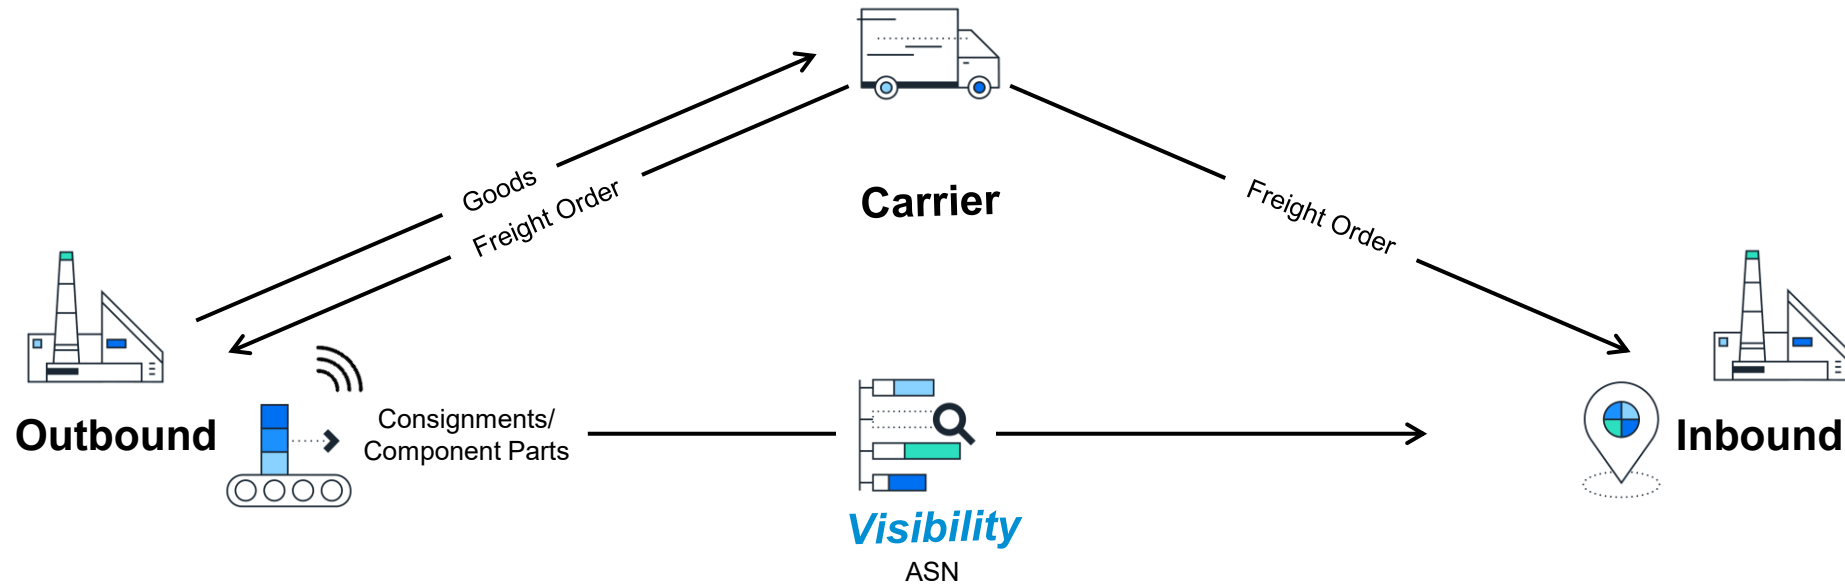 Carrier
Goods
Freight Order
Freight Order
Outbound
Consignments/
Component Parts
Inbound
Visibility
ASN